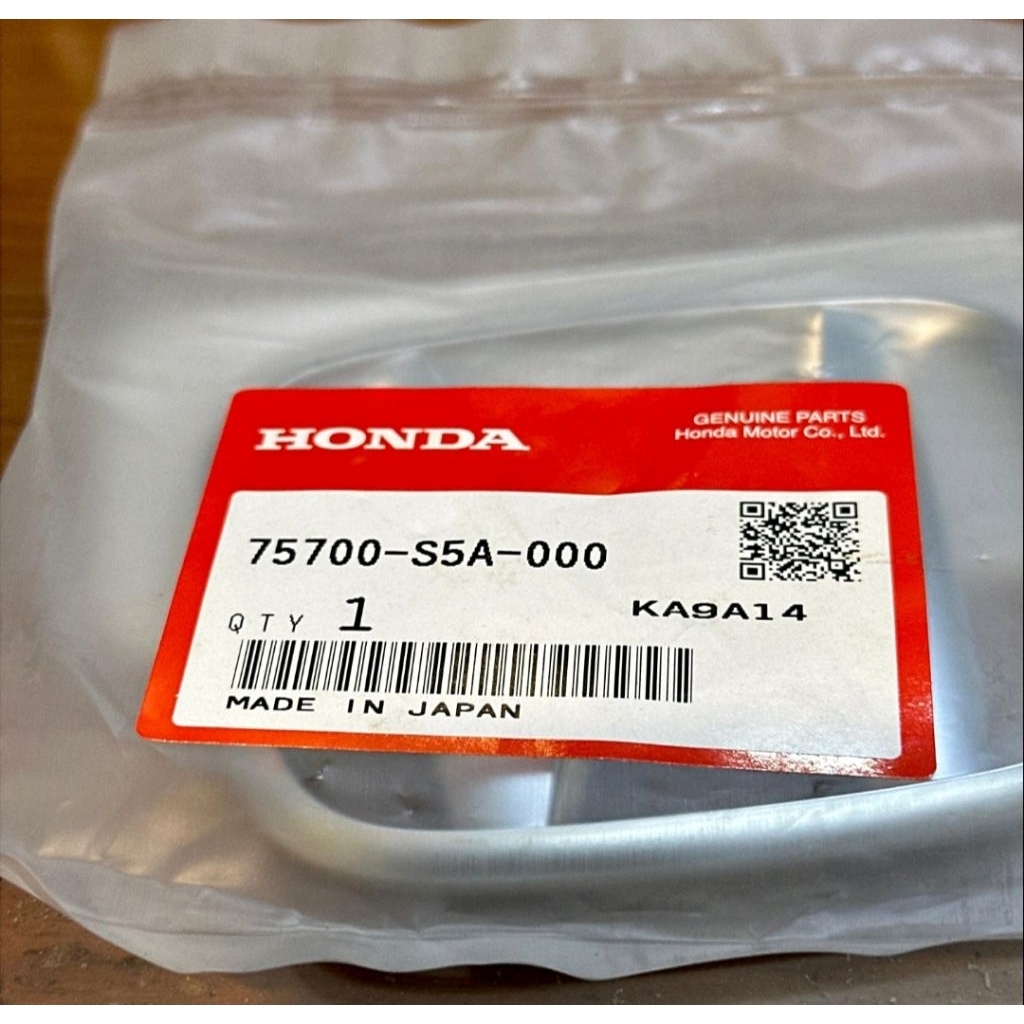 HONDA
GENUINE PARTS
Honda Motor Co., Ltd.
75700-S5A-000
QTY 1
KA9A14
MADE IN JAPAN